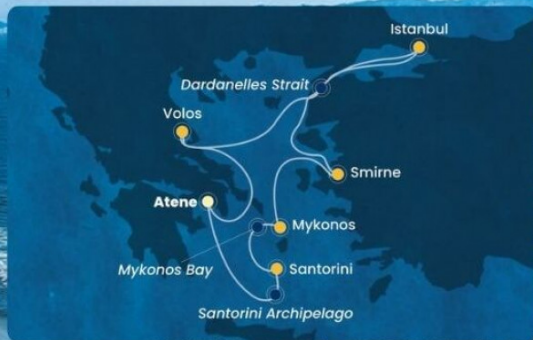 Istanbul
Dardanelles Strait
Volos
Smirne
Atene
Mykonos
Mykonos Bay
Santorini
Santorini Archipelago